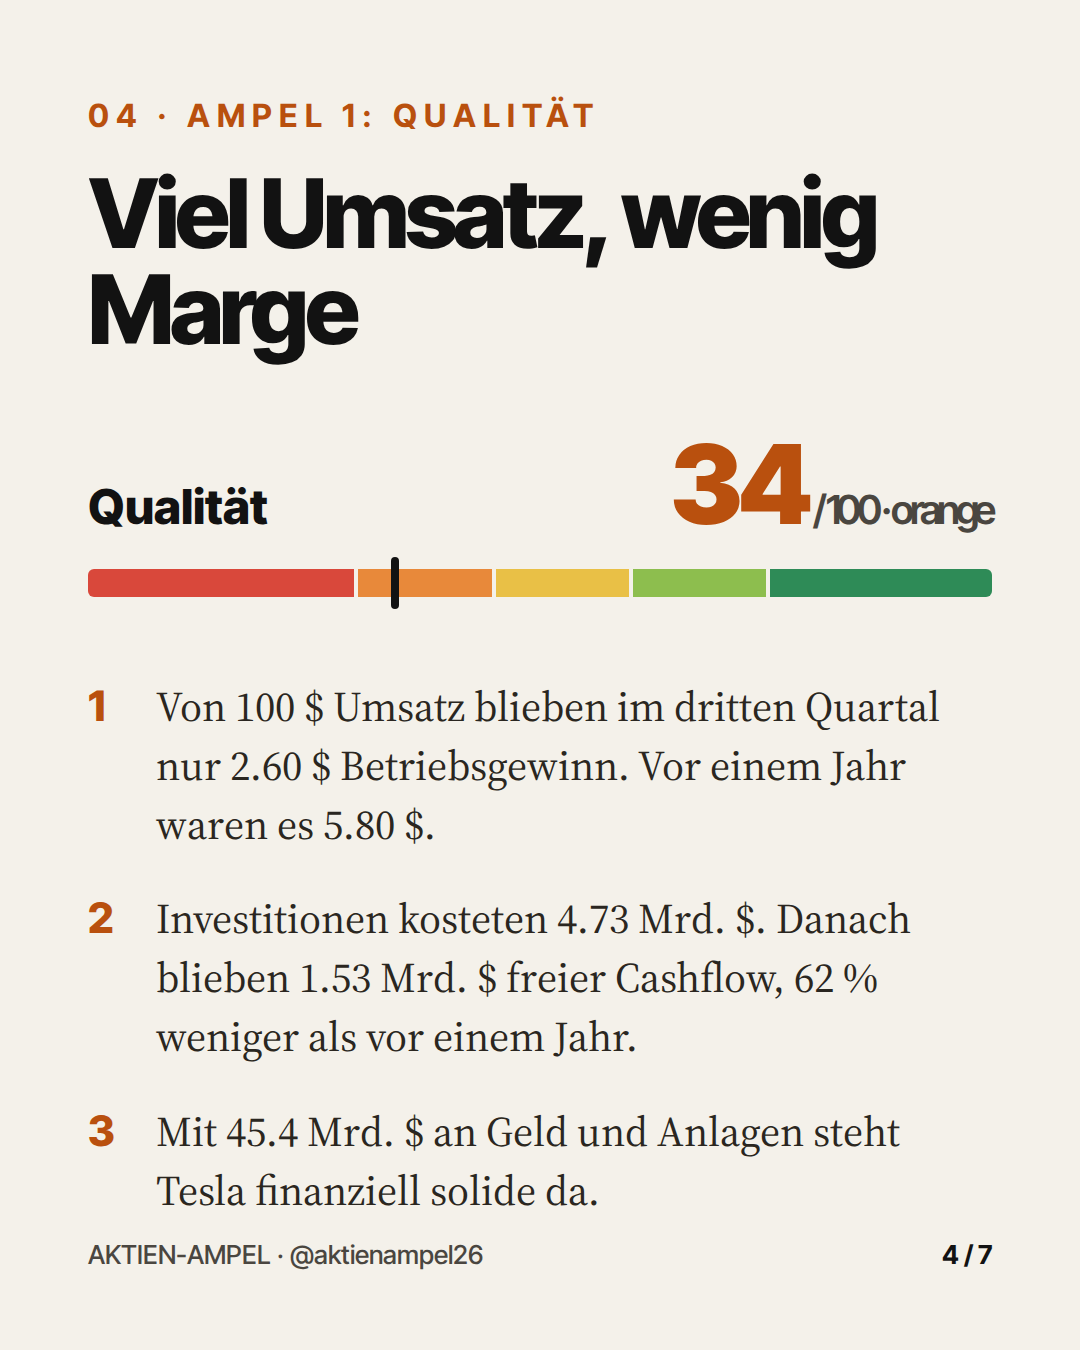 04 · AMPEL 1: QUALITÄT
Viel Umsatz, wenig
Marge
Qualität 34/100·orange
1 Von 100 $ Umsatz blieben im dritten Quartal
nur 2.60 $ Betriebsgewinn. Vor einem Jahr
waren es 5.80 $.
2 Investitionen kosteten 4.73 Mrd. $. Danach
blieben 1.53 Mrd. $ freier Cashflow, 62 %
weniger als vor einem Jahr.
3 Mit 45.4 Mrd. $ an Geld und Anlagen steht
Tesla finanziell solide da.
AKTIEN-AMPEL · @aktienampel26 4/7